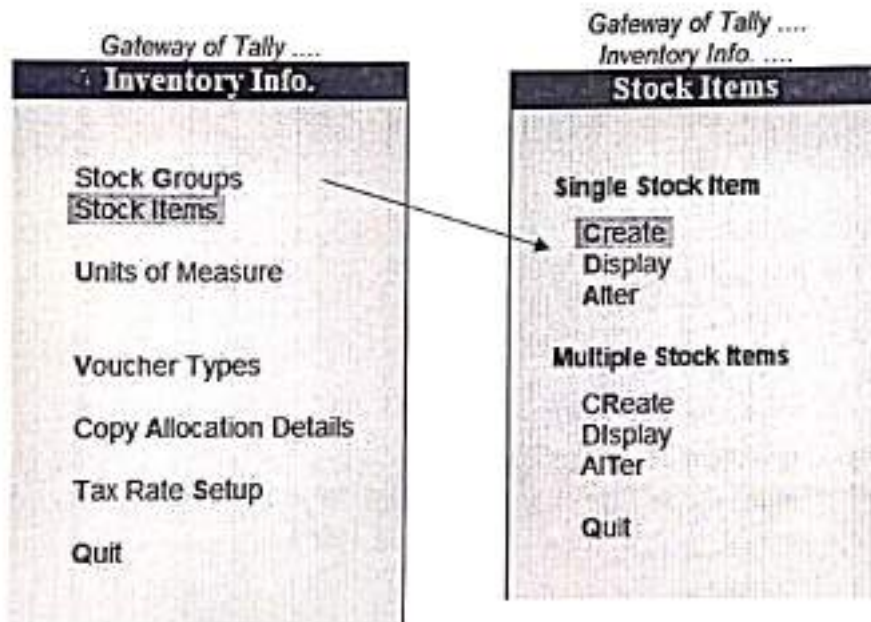 Gateway of Tally ....
Inventory Info.
Stock Groups
Stock Items
Units of Measure
Voucher Types
Copy Allocation Details
Tax Rate Setup
Quit
Gateway of Tally ....
Inventory Info. ....
Stock Items
Single Stock Item
Create
Display
Alter
Multiple Stock Items
CReate
DIsplay
AlTer
Quit